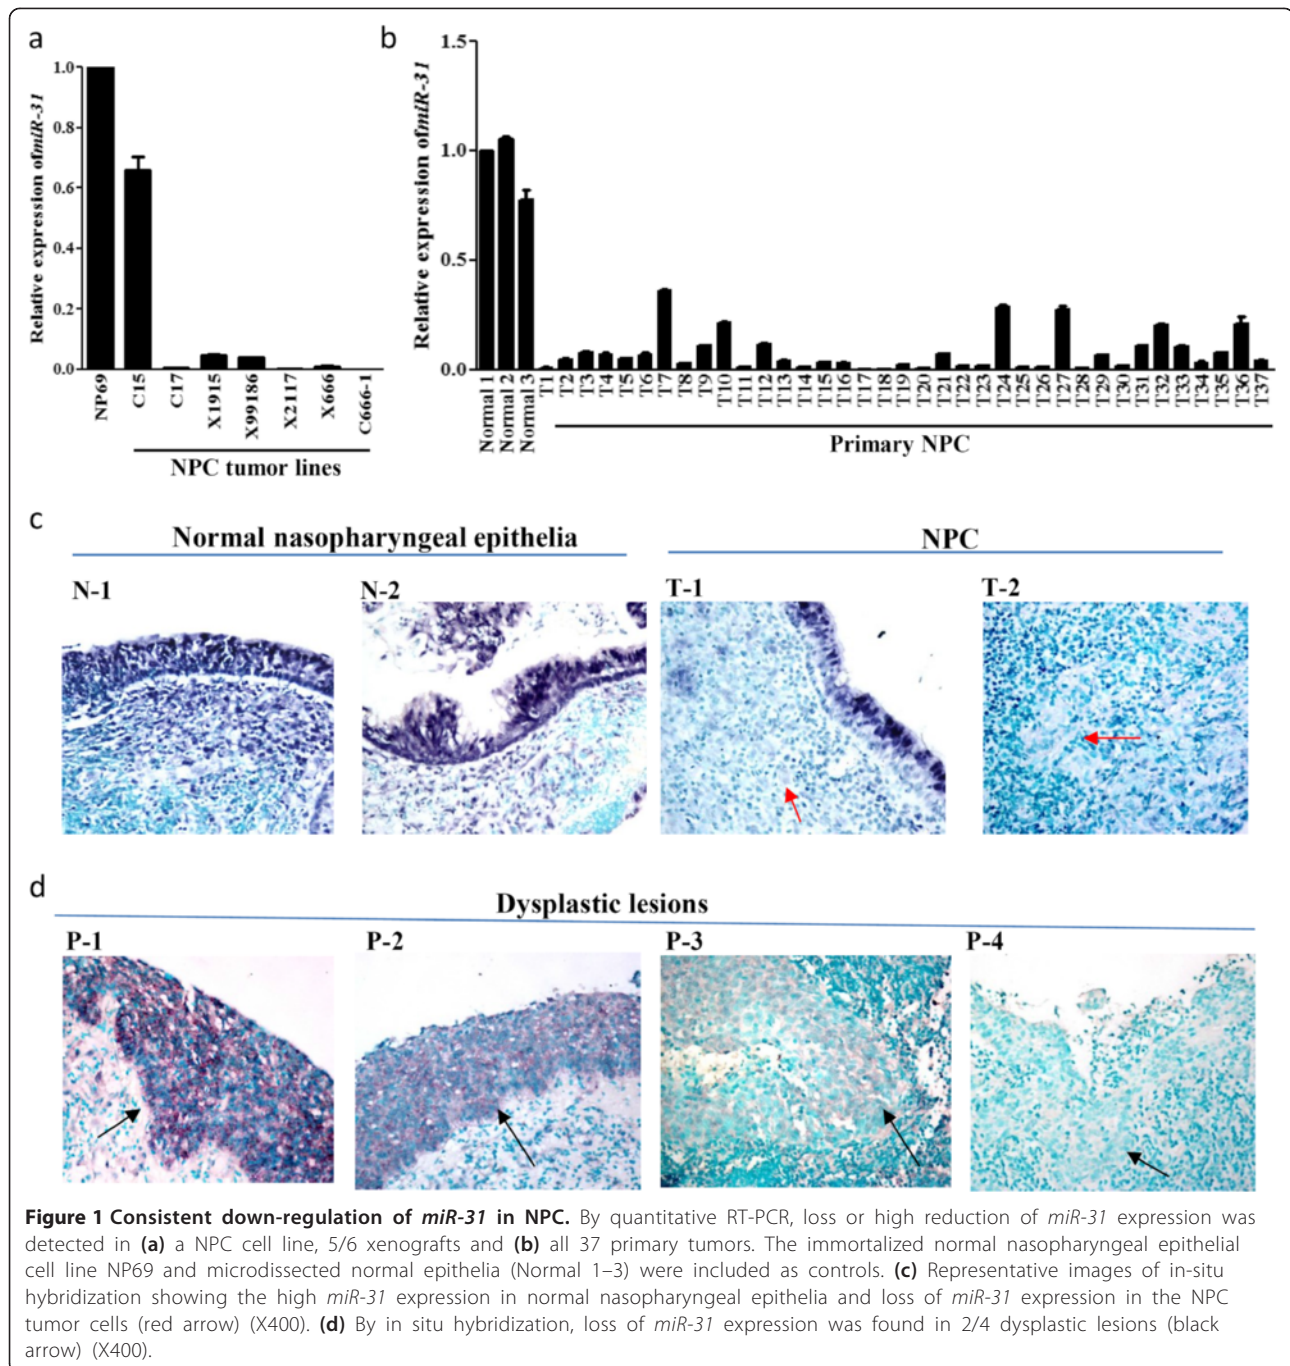 a
Relative expression of miR-31
1.0
0.8
0.6
0.4
0.2
0.0
NP69
C15
C17
X1915
X99186
X2117
X666
C666-1
NPC tumor lines
b
Relative expression of miR-31
1.5
1.0
0.5
0.0
Normal 1
Normal 2
Normal 3
T1
T2
T3
T4
T5
T6
T7
T8
T9
T10
T11
T12
T13
T14
T15
T16
T17
T18
T19
T20
T21
T22
T23
T24
T25
T26
T27
T28
T29
T30
T31
T32
T33
T34
T35
T36
T37
Primary NPC
c
Normal nasopharyngeal epithelia
NPC
N-1
N-2
T-1
T-2
d
Dysplastic lesions
P-1
P-2
P-3
P-4
Figure 1 Consistent down-regulation of miR-31 in NPC. By quantitative RT-PCR, loss or high reduction of miR-31 expression was
detected in (a) a NPC cell line, 5/6 xenografts and (b) all 37 primary tumors. The immortalized normal nasopharyngeal epithelial
cell line NP69 and microdissected normal epithelia (Normal 1–3) were included as controls. (c) Representative images of in-situ
hybridization showing the high miR-31 expression in normal nasopharyngeal epithelia and loss of miR-31 expression in the NPC
tumor cells (red arrow) (X400). (d) By in situ hybridization, loss of miR-31 expression was found in 2/4 dysplastic lesions (black
arrow) (X400).